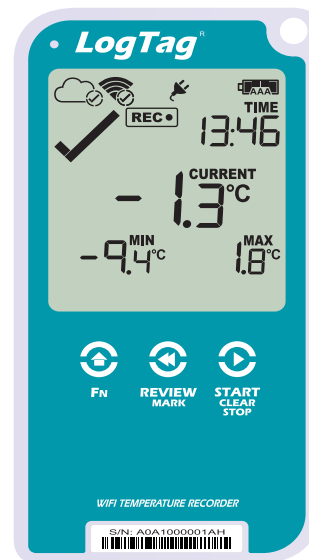 LogTag®
AAA
REC
TIME
13:46
CURRENT
-1.3°C
MIN
-9.4°C
MAX
1.8°C
FN
REVIEW
MARK
START
CLEAR
STOP
WIFI TEMPERATURE RECORDER
S/N: A0A1000001AH